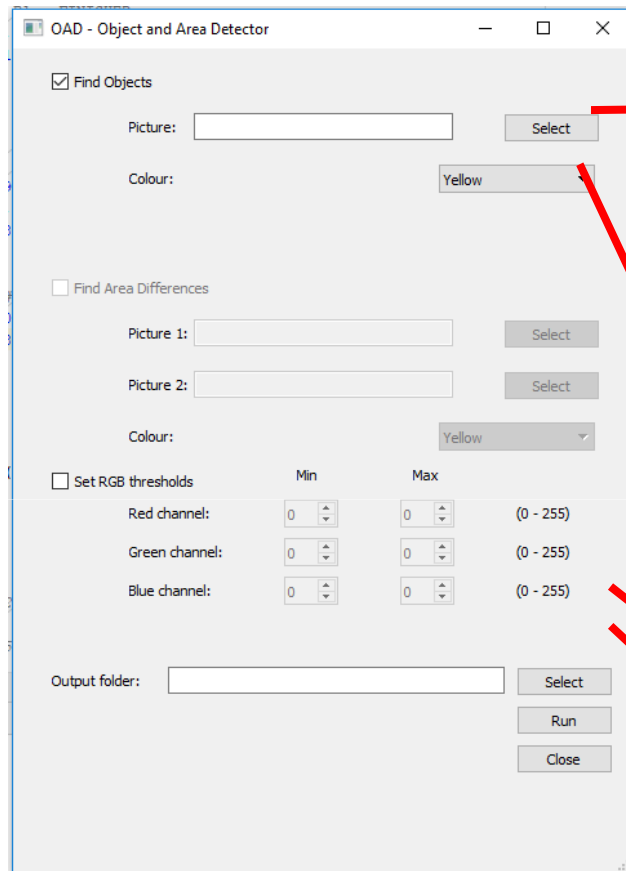 OAD - Object and Area Detector
Find Objects
Picture: Select
Colour: Yellow
Find Area Differences
Picture 1: Select
Picture 2: Select
Colour: Yellow
Set RGB thresholds Min Max
Red channel: 0 0 (0 - 255)
Green channel: 0 0 (0 - 255)
Blue channel: 0 0 (0 - 255)
Output folder: Select
Run
Close